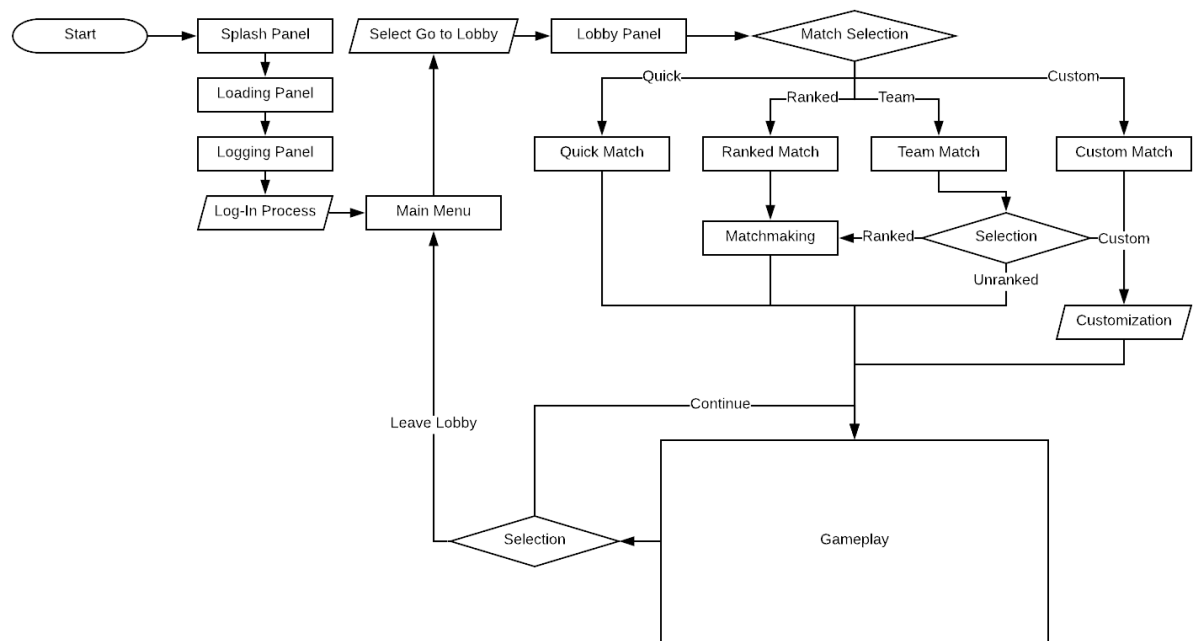 Start
Splash Panel
Select Go to Lobby
Lobby Panel
Match Selection
Quick
Custom
Ranked
Team
Loading Panel
Logging Panel
Quick Match
Ranked Match
Team Match
Custom Match
Log-In Process
Main Menu
Matchmaking
Ranked
Selection
Custom
Unranked
Customization
Continue
Leave Lobby
Selection
Gameplay